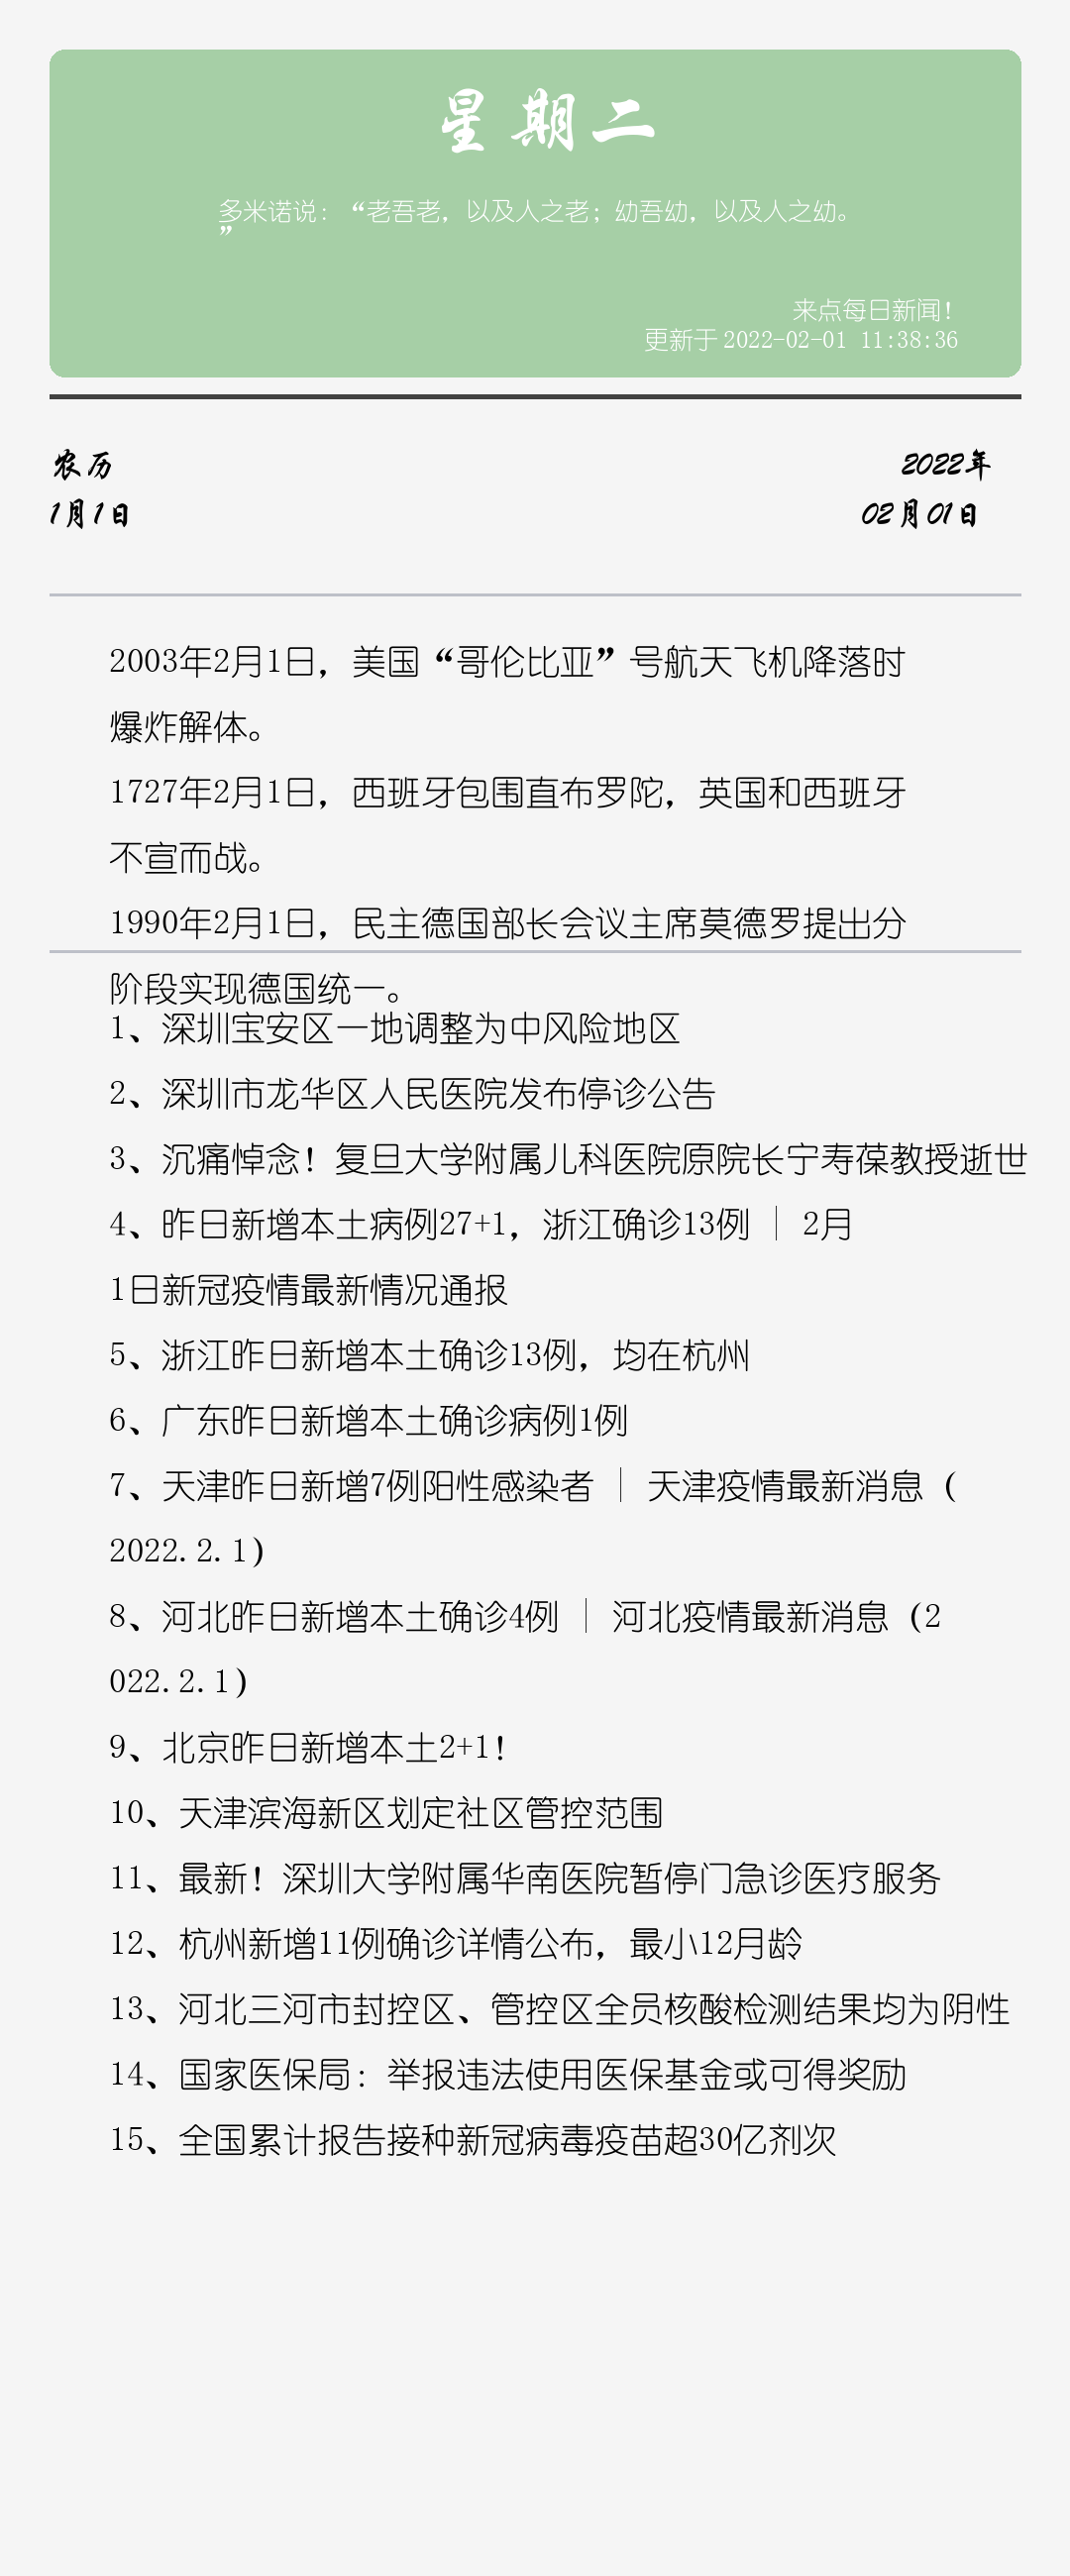 星期二
多米诺说：“老吾老，以及人之老；幼吾幼，以及人之幼。
”
来点每日新闻！
更新于 2022-02-01 11:38:36
农历
1月1日
2022年
02月01日
2003年2月1日，美国“哥伦比亚”号航天飞机降落时
爆炸解体。
1727年2月1日，西班牙包围直布罗陀，英国和西班牙
不宣而战。
1990年2月1日，民主德国部长会议主席莫德罗提出分
阶段实现德国统一。
1、深圳宝安区一地调整为中风险地区
2、深圳市龙华区人民医院发布停诊公告
3、沉痛悼念！复旦大学附属儿科医院原院长宁寿葆教授逝世
4、昨日新增本土病例27+1，浙江确诊13例｜2月
1日新冠疫情最新情况通报
5、浙江昨日新增本土确诊13例，均在杭州
6、广东昨日新增本土确诊病例1例
7、天津昨日新增7例阳性感染者｜天津疫情最新消息（
2022.2.1）
8、河北昨日新增本土确诊4例｜河北疫情最新消息（2
022.2.1）
9、北京昨日新增本土2+1！
10、天津滨海新区划定社区管控范围
11、最新！深圳大学附属华南医院暂停门急诊医疗服务
12、杭州新增11例确诊详情公布，最小12月龄
13、河北三河市封控区、管控区全员核酸检测结果均为阴性
14、国家医保局：举报违法使用医保基金或可得奖励
15、全国累计报告接种新冠病毒疫苗超30亿剂次